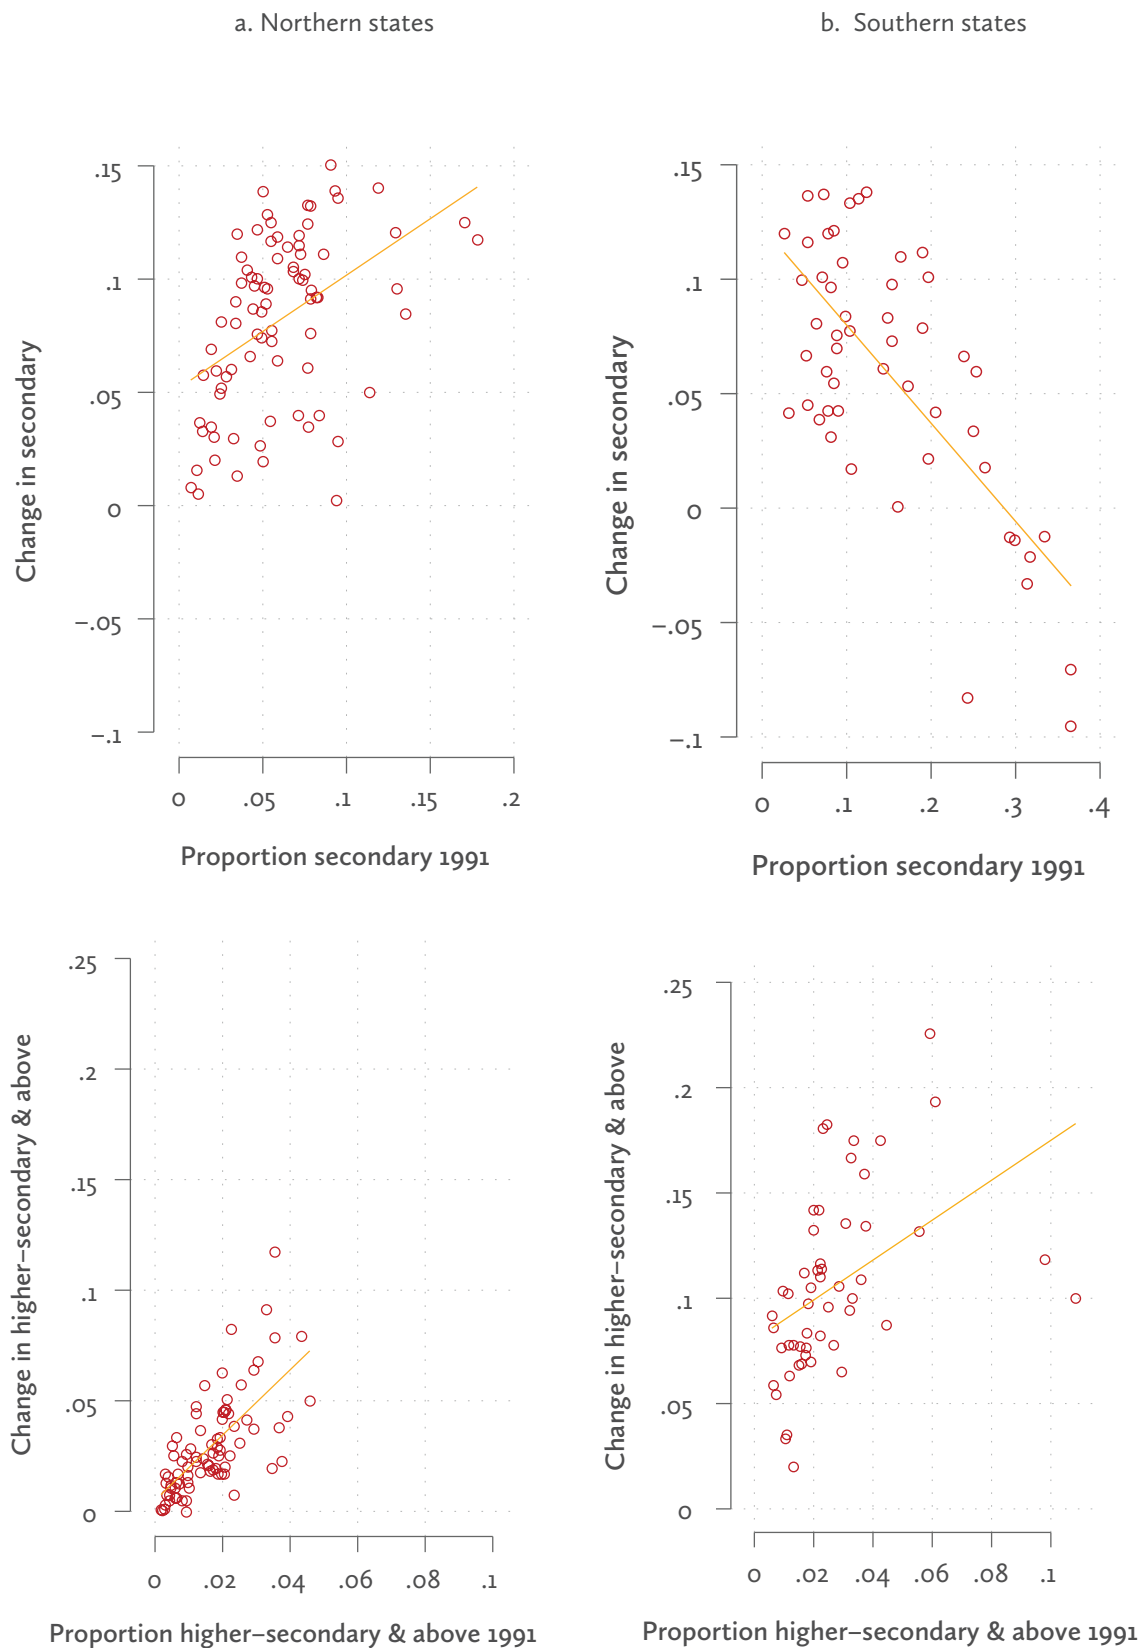 a. Northern states
b. Southern states
.15
.1
.05
0
−.05
−.1
Change in secondary
0 .05 .1 .15 .2
Proportion secondary 1991
.15
.1
.05
0
−.05
−.1
Change in secondary
0 .1 .2 .3 .4
Proportion secondary 1991
.25
.2
.15
.1
.05
0
Change in higher−secondary & above
0 .02 .04 .06 .08 .1
Proportion higher−secondary & above 1991
.25
.2
.15
.1
.05
0
Change in higher−secondary & above
0 .02 .04 .06 .08 .1
Proportion higher−secondary & above 1991